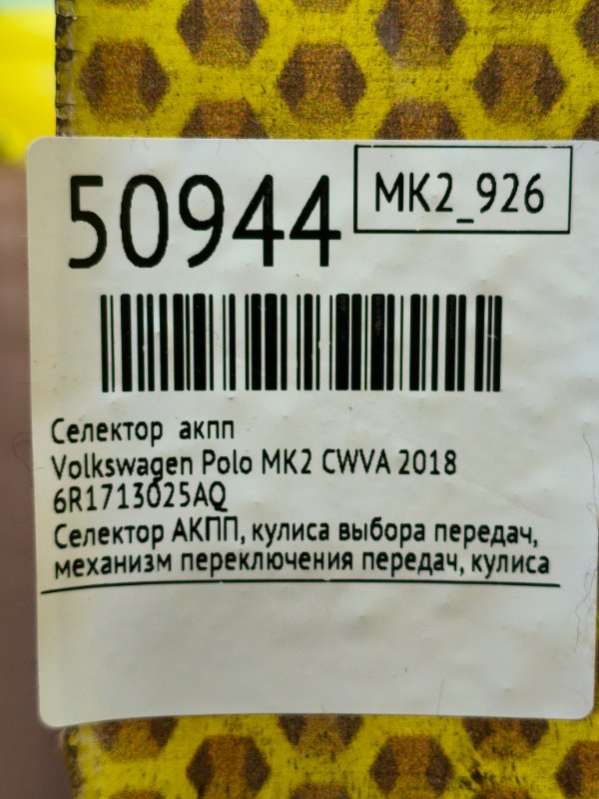 50944
MK2_926
Селектор акпп
Volkswagen Polo MK2 CWVA 2018
6R1713025AQ
Селектор АКПП, кулиса выбора передач,
механизм переключения передач, кулиса